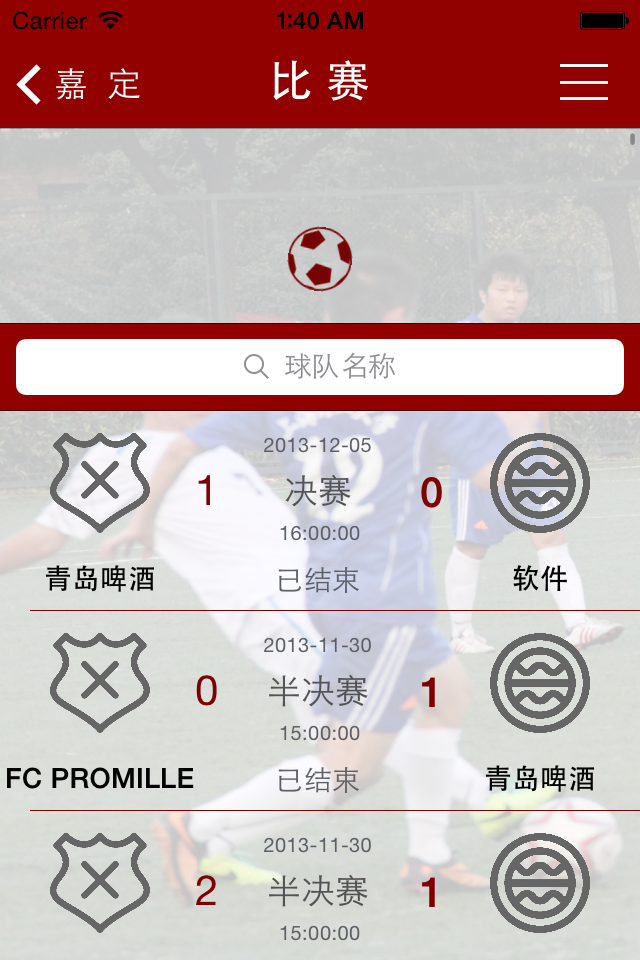 Carrier 1:40 AM
嘉 定 比 赛
球队名称
2013-12-05
1 决赛 0
16:00:00
青岛啤酒 已结束 软件
2013-11-30
0 半决赛 1
15:00:00
FC PROMILLE 已结束 青岛啤酒
2013-11-30
2 半决赛 1
15:00:00